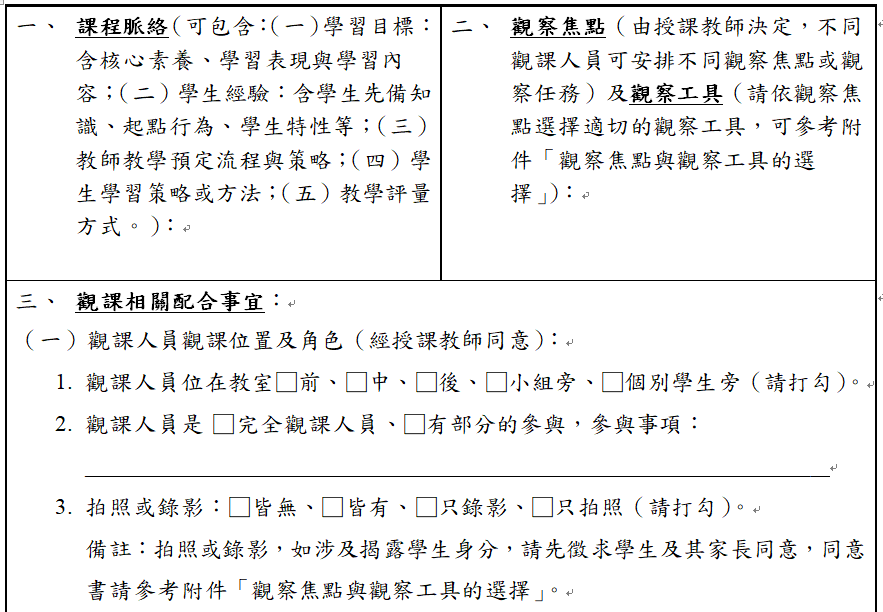 一、 課程脈絡(可包含：(一)學習目標：
含核心素養、學習表現與學習內
容；(二)學生經驗：含學生先備知
識、起點行為、學生特性等；(三)
教師教學預定流程與策略；(四)學
生學習策略或方法；(五)教學評量
方式。)：
二、 觀察焦點（由授課教師決定，不同
觀課人員可安排不同觀察焦點或觀
察任務）及觀察工具（請依觀察焦
點選擇適切的觀察工具，可參考附
件「觀察焦點與觀察工具的選
擇」)：
三、 觀課相關配合事宜：
（一）觀課人員觀課位置及角色（經授課教師同意）：
1. 觀課人員位在教室□前、□中、□後、□小組旁、□個別學生旁（請打勾）。
2. 觀課人員是 □完全觀課人員、□有部分的參與，參與事項：
3. 拍照或錄影：□皆無、□皆有、□只錄影、□只拍照（請打勾）。
備註：拍照或錄影，如涉及揭露學生身分，請先徵求學生及其家長同意，同意
書請參考附件「觀察焦點與觀察工具的選擇」。